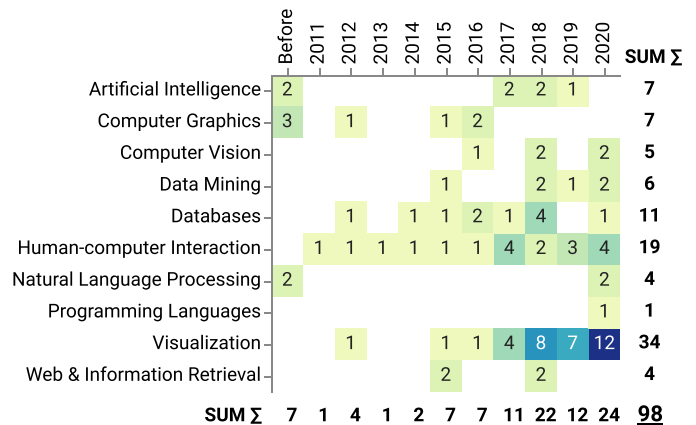 Before 2011 2012 2013 2014 2015 2016 2017 2018 2019 2020 SUM Σ
Artificial Intelligence 2 2 2 1 7
Computer Graphics 3 1 1 2 7
Computer Vision 1 2 2 5
Data Mining 1 2 1 2 6
Databases 1 1 1 2 1 4 1 11
Human-computer Interaction 1 1 1 1 1 1 4 2 3 4 19
Natural Language Processing 2 2 4
Programming Languages 1 1
Visualization 1 1 1 4 8 7 12 34
Web & Information Retrieval 2 2 4
SUM Σ 7 1 4 1 2 7 7 11 22 12 24 98